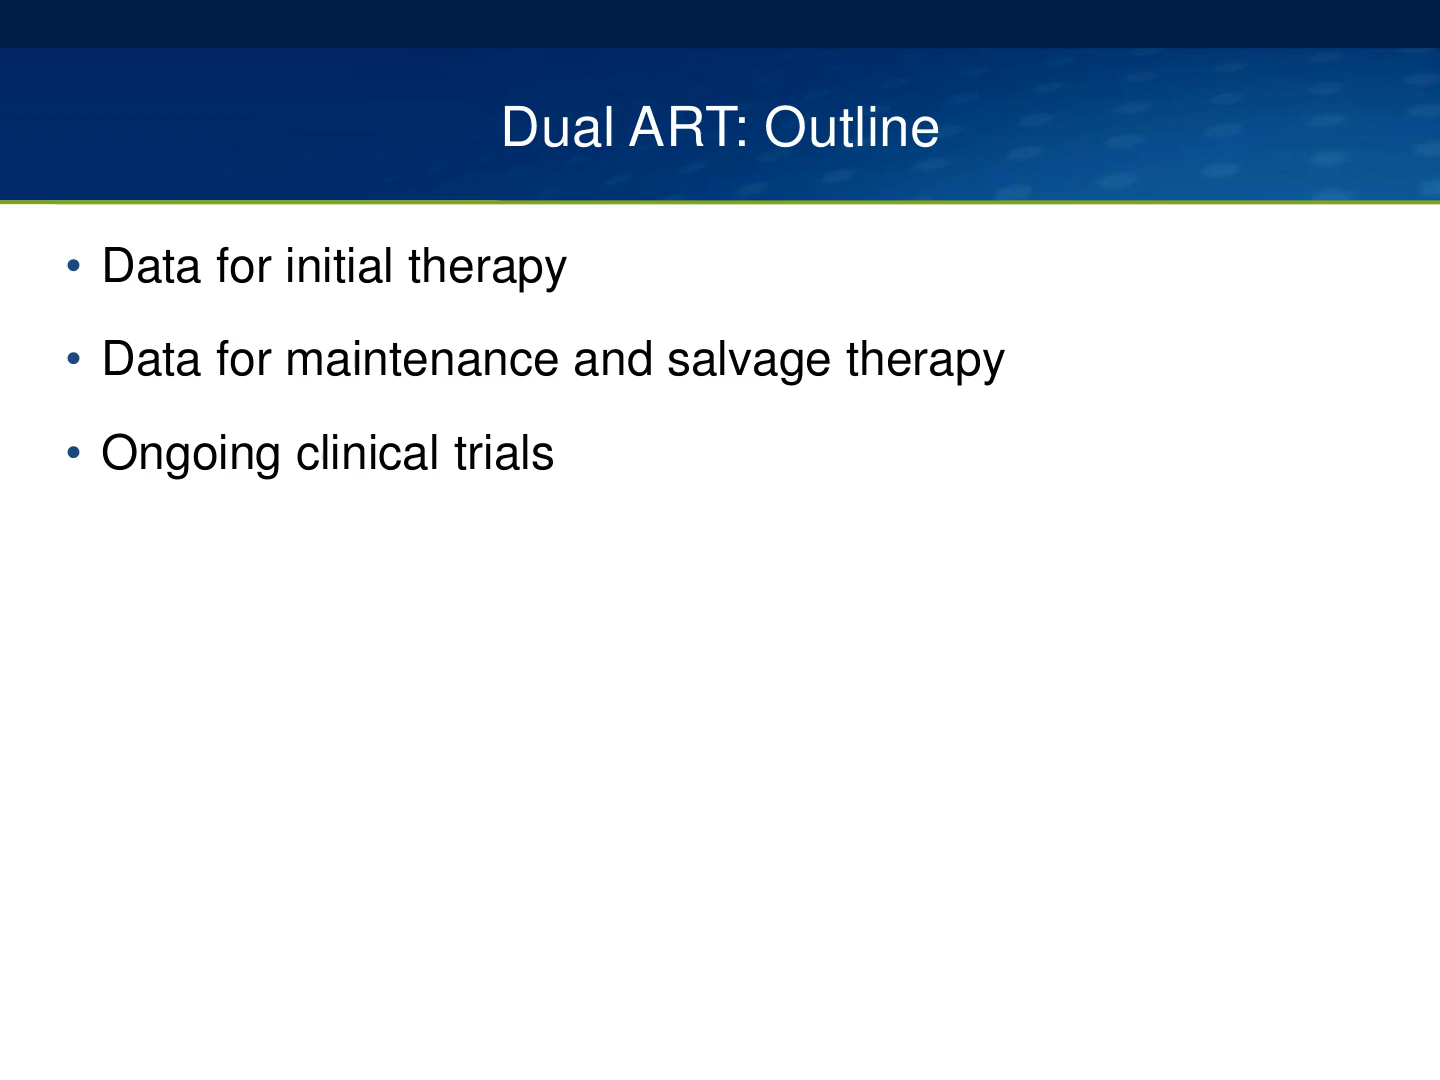 Dual ART: Outline
• Data for initial therapy
• Data for maintenance and salvage therapy
• Ongoing clinical trials